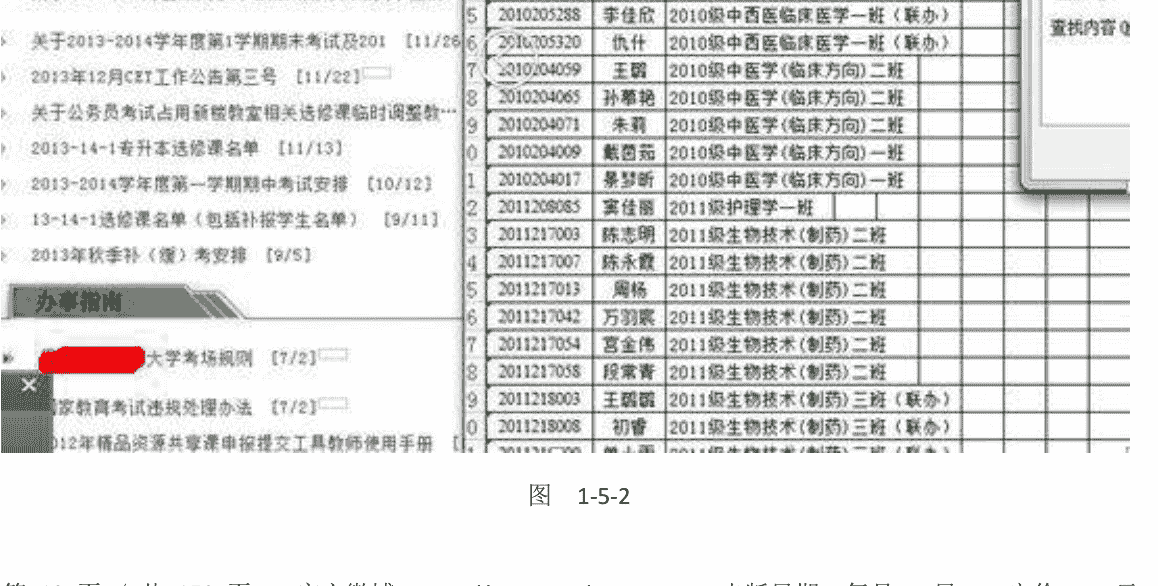 关于2013-2014学年度第1学期期末考试及201 [11/26
2013年12月CET工作公告第三号 [11/22]
关于公务员考试占用新楼教室相关选修课临时调整教…
2013-14-1专升本选修课名单 [11/13]
2013-2014学年度第一学期期中考试安排 [10/12]
13-14-1选修课名单（包括补报学生名单） [9/11]
2013年秋季补（缓）考安排 [9/5]
办事指南
大学考场规则 [7/2]
家教育考试违规处理办法 [7/2]
012年精品资源共享课申报提交工具教师使用手册 [
5 2010205288 李佳欣 2010级中西医临床医学一班（联办）
6 2010205320 仇什 2010级中西医临床医学一班（联办）
7 2010204059 王 2010级中医学(临床方向)二班
8 2010204065 孙攀艳 2010级中医学(临床方向)二班
9 2010204071 朱莉 2010级中医学(临床方向)二班
0 2010204009 戴茵茹 2010级中医学(临床方向)一班
1 2010204017 景梦昕 2010级中医学(临床方向)一班
2 2011208085 窦佳丽 2011级护理学一班
3 2011217003 陈志明 2011级生物技术(制药)二班
4 2011217007 陈永霞 2011级生物技术(制药)二班
5 2011217013 周杨 2011级生物技术(制药)二班
6 2011217042 万羽宸 2011级生物技术(制药)二班
7 2011217054 宫金伟 2011级生物技术(制药)二班
8 2011217058 段常青 2011级生物技术(制药)二班
9 2011218003 王 2011级生物技术(制药)三班（联办）
0 2011218008 初睿 2011级生物技术(制药)三班（联办）
查找内容
图 1-5-2